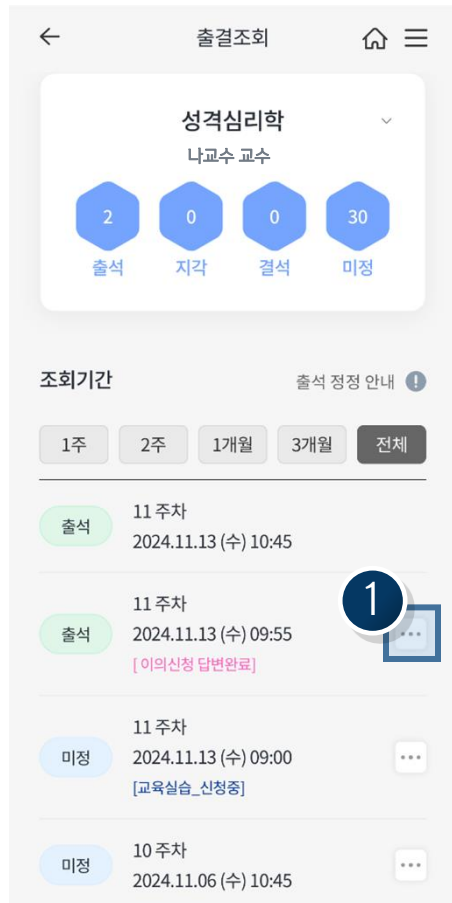 출결조회
성격심리학
나교수 교수
2 0 0 30
출석 지각 결석 미정
조회기간 출석 정정 안내 !
1주 2주 1개월 3개월 전체
11 주차
출석
2024.11.13 (수) 10:45
11 주차
1
출석 2024.11.13 (수) 09:55
[ 이의신청 답변완료]
11 주차
미정 2024.11.13 (수) 09:00
[교육실습_신청중]
10 주차
미정
2024.11.06 (수) 10:45